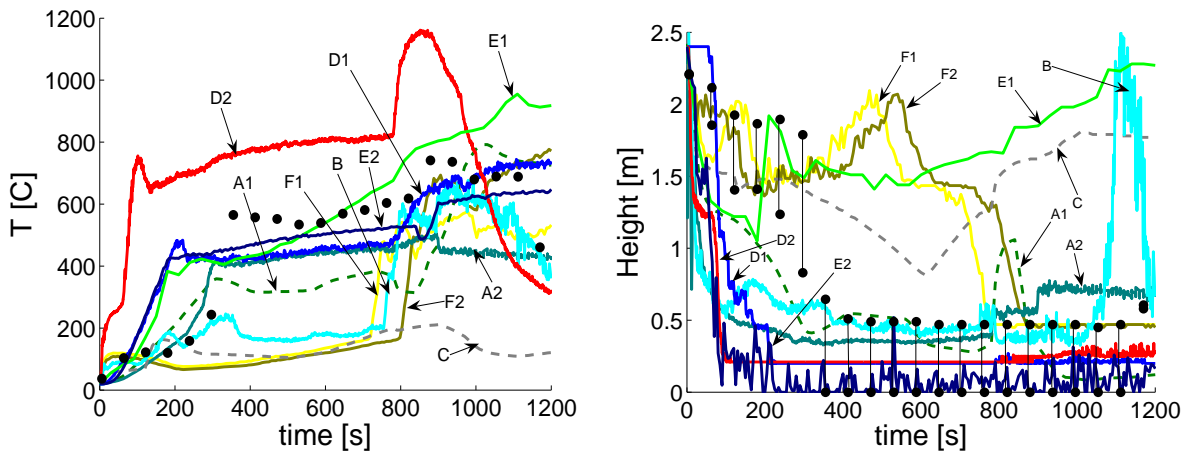 1200
1000
800
600
400
200
0
T [C]
0 200 400 600 800 1000 1200
time [s]
D2
A1
F1
B
E2
D1
E1
A2
F2
C
2.5
2
1.5
1
0.5
0
Height [m]
0 200 400 600 800 1000 1200
time [s]
F1
F2
E1
B
C
A1
A2
D2
D1
E2